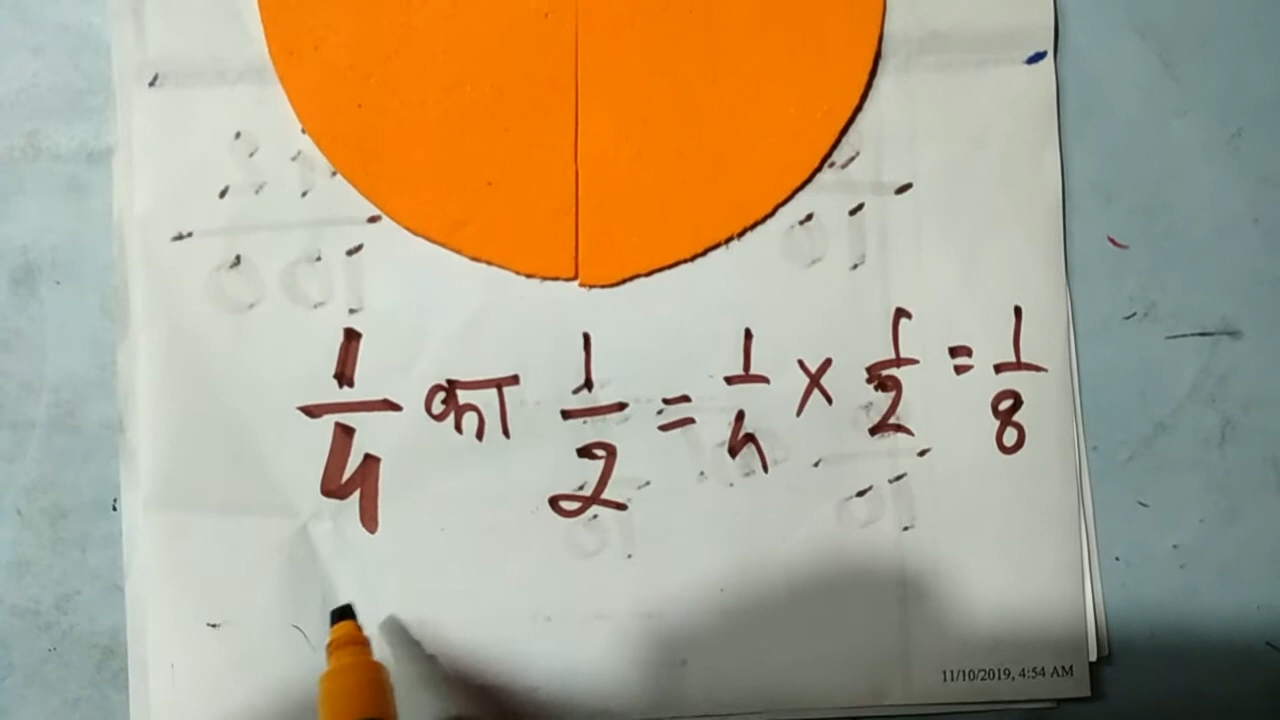 1/4 का 1/2 = 1/4 × 1/2 = 1/8
11/10/2019, 4:54 AM